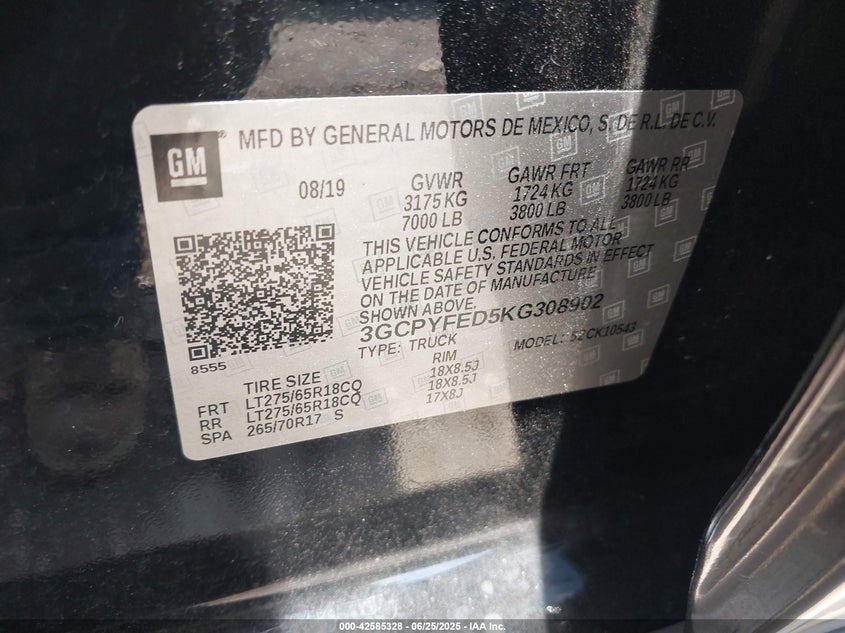 GM ®
MFD BY GENERAL MOTORS DE MEXICO, S. DE R.L. DE C.V.
08/19
GVWR GAWR FRT GAWR RR
3175 KG 1724 KG 1724 KG
7000 LB 3800 LB 3800 LB
THIS VEHICLE CONFORMS TO ALL
APPLICABLE U.S. FEDERAL MOTOR
VEHICLE SAFETY STANDARDS IN EFFECT
ON THE DATE OF MANUFACTURE
SHOWN ABOVE.
3GCPYFED5KG308902
TYPE: TRUCK MODEL: 52CK10543
8555
TIRE SIZE RIM
FRT LT275/65R18CQ 18X8.5J
RR LT275/65R18CQ 18X8.5J
SPA 265/70R17 S 17X8J
000-42585328 | 06/25/2025 - IAA Inc.